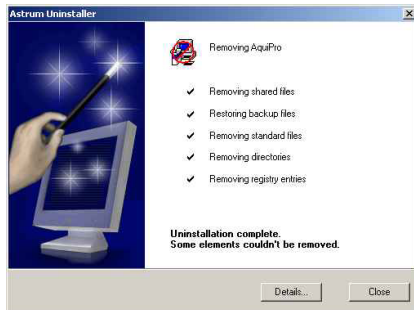 Astrum Uninstaller
Removing AquiPro
Removing shared files
Restoring backup files
Removing standard files
Removing directories
Removing registry entries
Uninstallation complete.
Some elements couldn't be removed.
Details...
Close